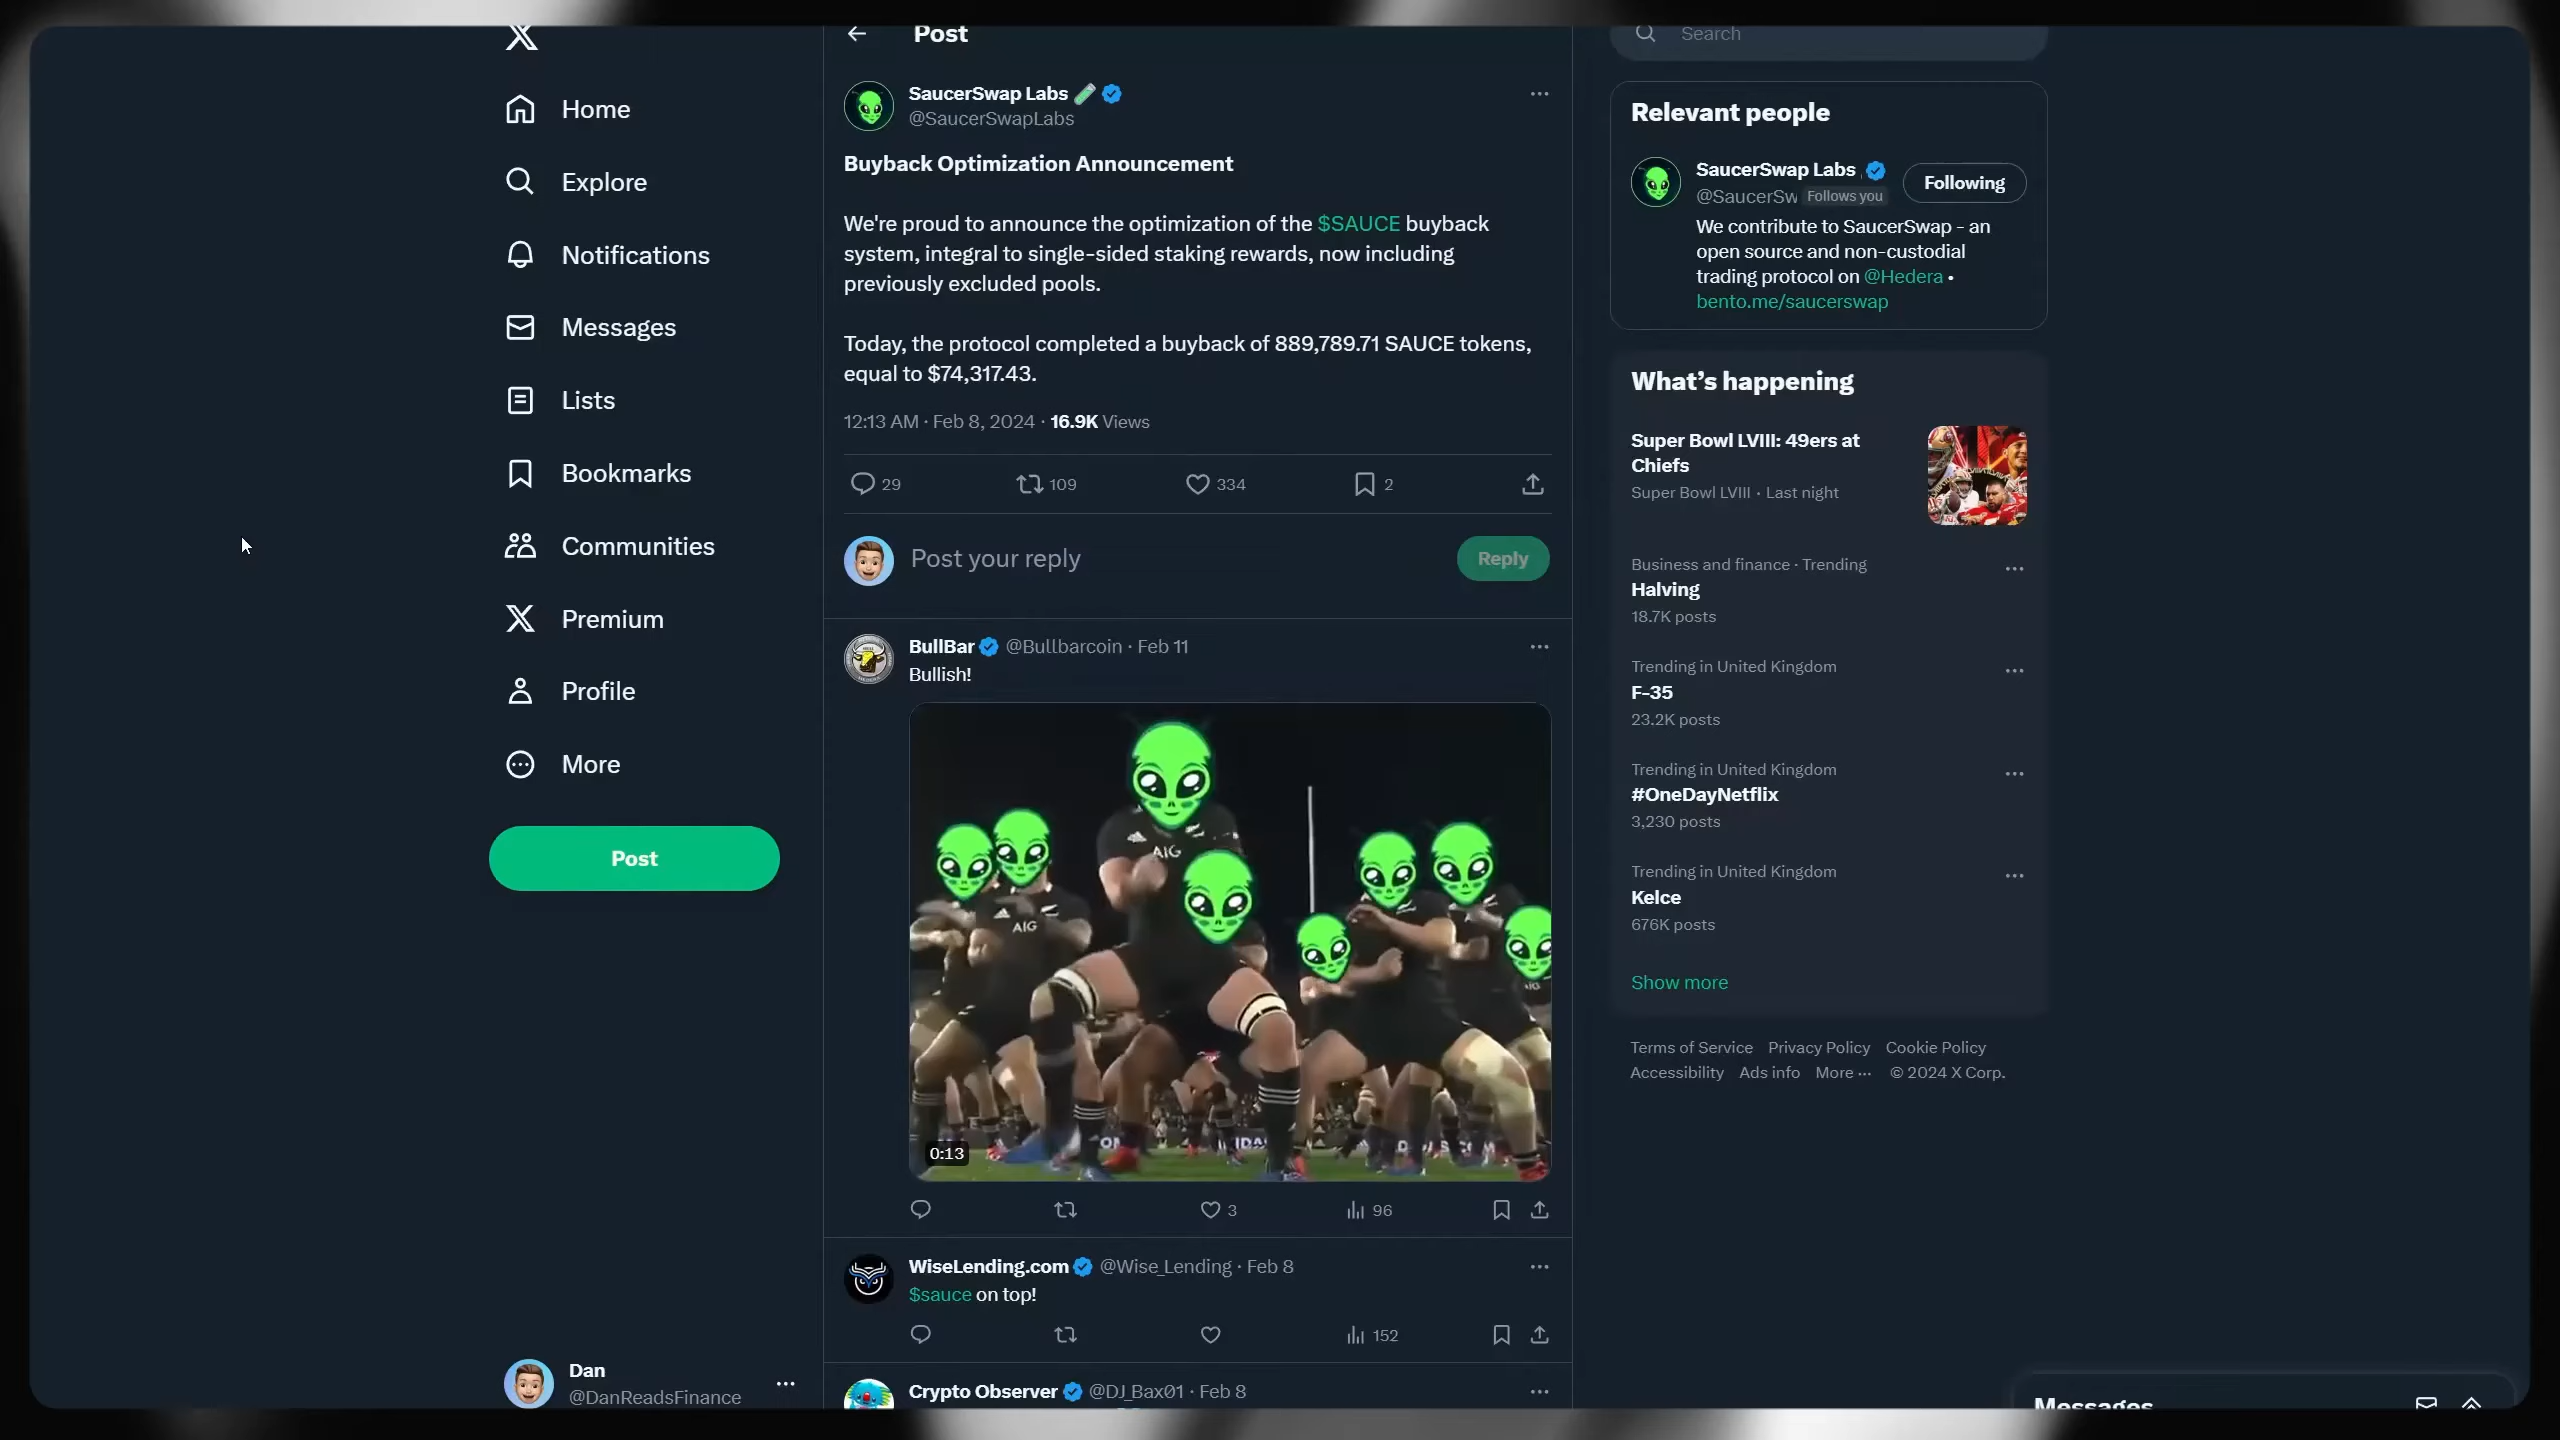 Home
Explore
Notifications
Messages
Lists
Bookmarks
Communities
Premium
Profile
More
Post
Dan
@DanReadsFinance
Post
SaucerSwap Labs
@SaucerSwapLabs
Buyback Optimization Announcement
We're proud to announce the optimization of the $SAUCE buyback
system, integral to single-sided staking rewards, now including
previously excluded pools.
Today, the protocol completed a buyback of 889,789.71 SAUCE tokens,
equal to $74,317.43.
12:13 AM · Feb 8, 2024 · 16.9K Views
29 109 334 2
Post your reply
Reply
BullBar @Bullbarcoin · Feb 11
Bullish!
AIG
AIG
0:13
3 96
WiseLending.com @Wise_Lending · Feb 8
$sauce on top!
152
Crypto Observer @DJ_Bax01 · Feb 8
Search
Relevant people
SaucerSwap Labs
@SaucerSw Follows you
Following
We contribute to SaucerSwap - an
open source and non-custodial
trading protocol on @Hedera •
bento.me/saucerswap
What's happening
Super Bowl LVIII: 49ers at
Chiefs
Super Bowl LVIII · Last night
Business and finance · Trending
Halving
18.7K posts
Trending in United Kingdom
F-35
23.2K posts
Trending in United Kingdom
#OneDayNetflix
3,230 posts
Trending in United Kingdom
Kelce
676K posts
Show more
Terms of Service Privacy Policy Cookie Policy
Accessibility Ads info More ··· © 2024 X Corp.
Messages